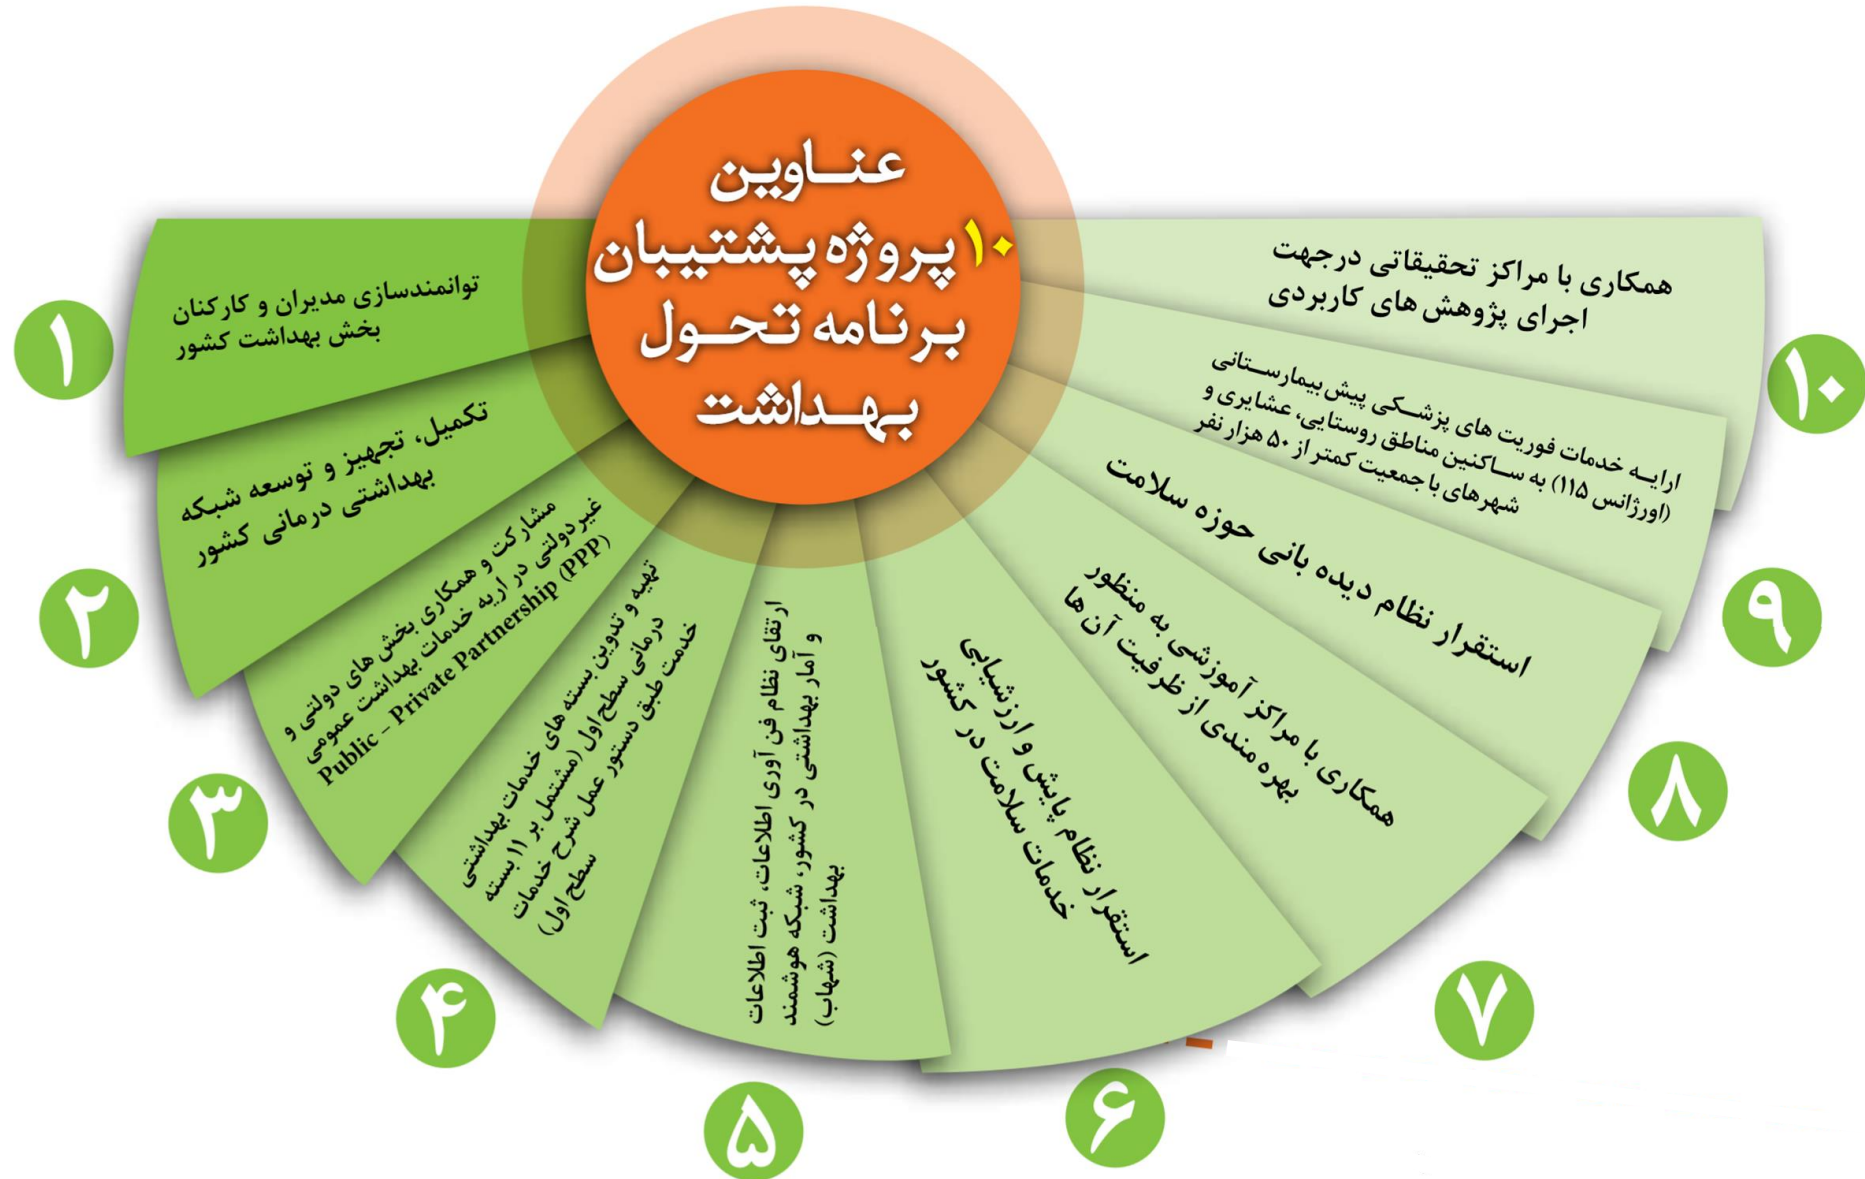 عناوین
۱۰ پروژه پشتیبان
برنامه تحول
بهداشت
۱
توانمندسازی مدیران و کارکنان
بخش بهداشت کشور
۲
تکمیل، تجهیز و توسعه شبکه
بهداشتی درمانی کشور
۳
مشارکت و همکاری بخش های دولتی و
غیردولتی در اریه خدمات بهداشت عمومی
Public – Private Partnership (PPP)
۴
تهیه و تدوین بسته های خدمات بهداشتی
درمانی سطح اول (مشتمل بر ۱۱ بسته
خدمت طبق دستور عمل شرح خدمات
سطح اول)
۵
ارتقای نظام فن آوری اطلاعات، ثبت اطلاعات
و آمار بهداشتی در کشور، شبکه هوشمند
بهداشت (شهاب)
۶
استقرار نظام پایش و ارزشیابی
خدمات سلامت در کشور
۷
همکاری با مراکز آموزشی به منظور
بهره مندی از ظرفیت آن ها
۸
استقرار نظام دیده بانی حوزه سلامت
۹
ارایه خدمات فوریت های پزشکی پیش بیمارستانی
(اورژانس ۱۱۵) به ساکنین مناطق روستایی، عشایری و
شهرهای با جمعیت کمتر از ۵۰ هزار نفر
۱۰
همکاری با مراکز تحقیقاتی درجهت
اجرای پژوهش های کاربردی